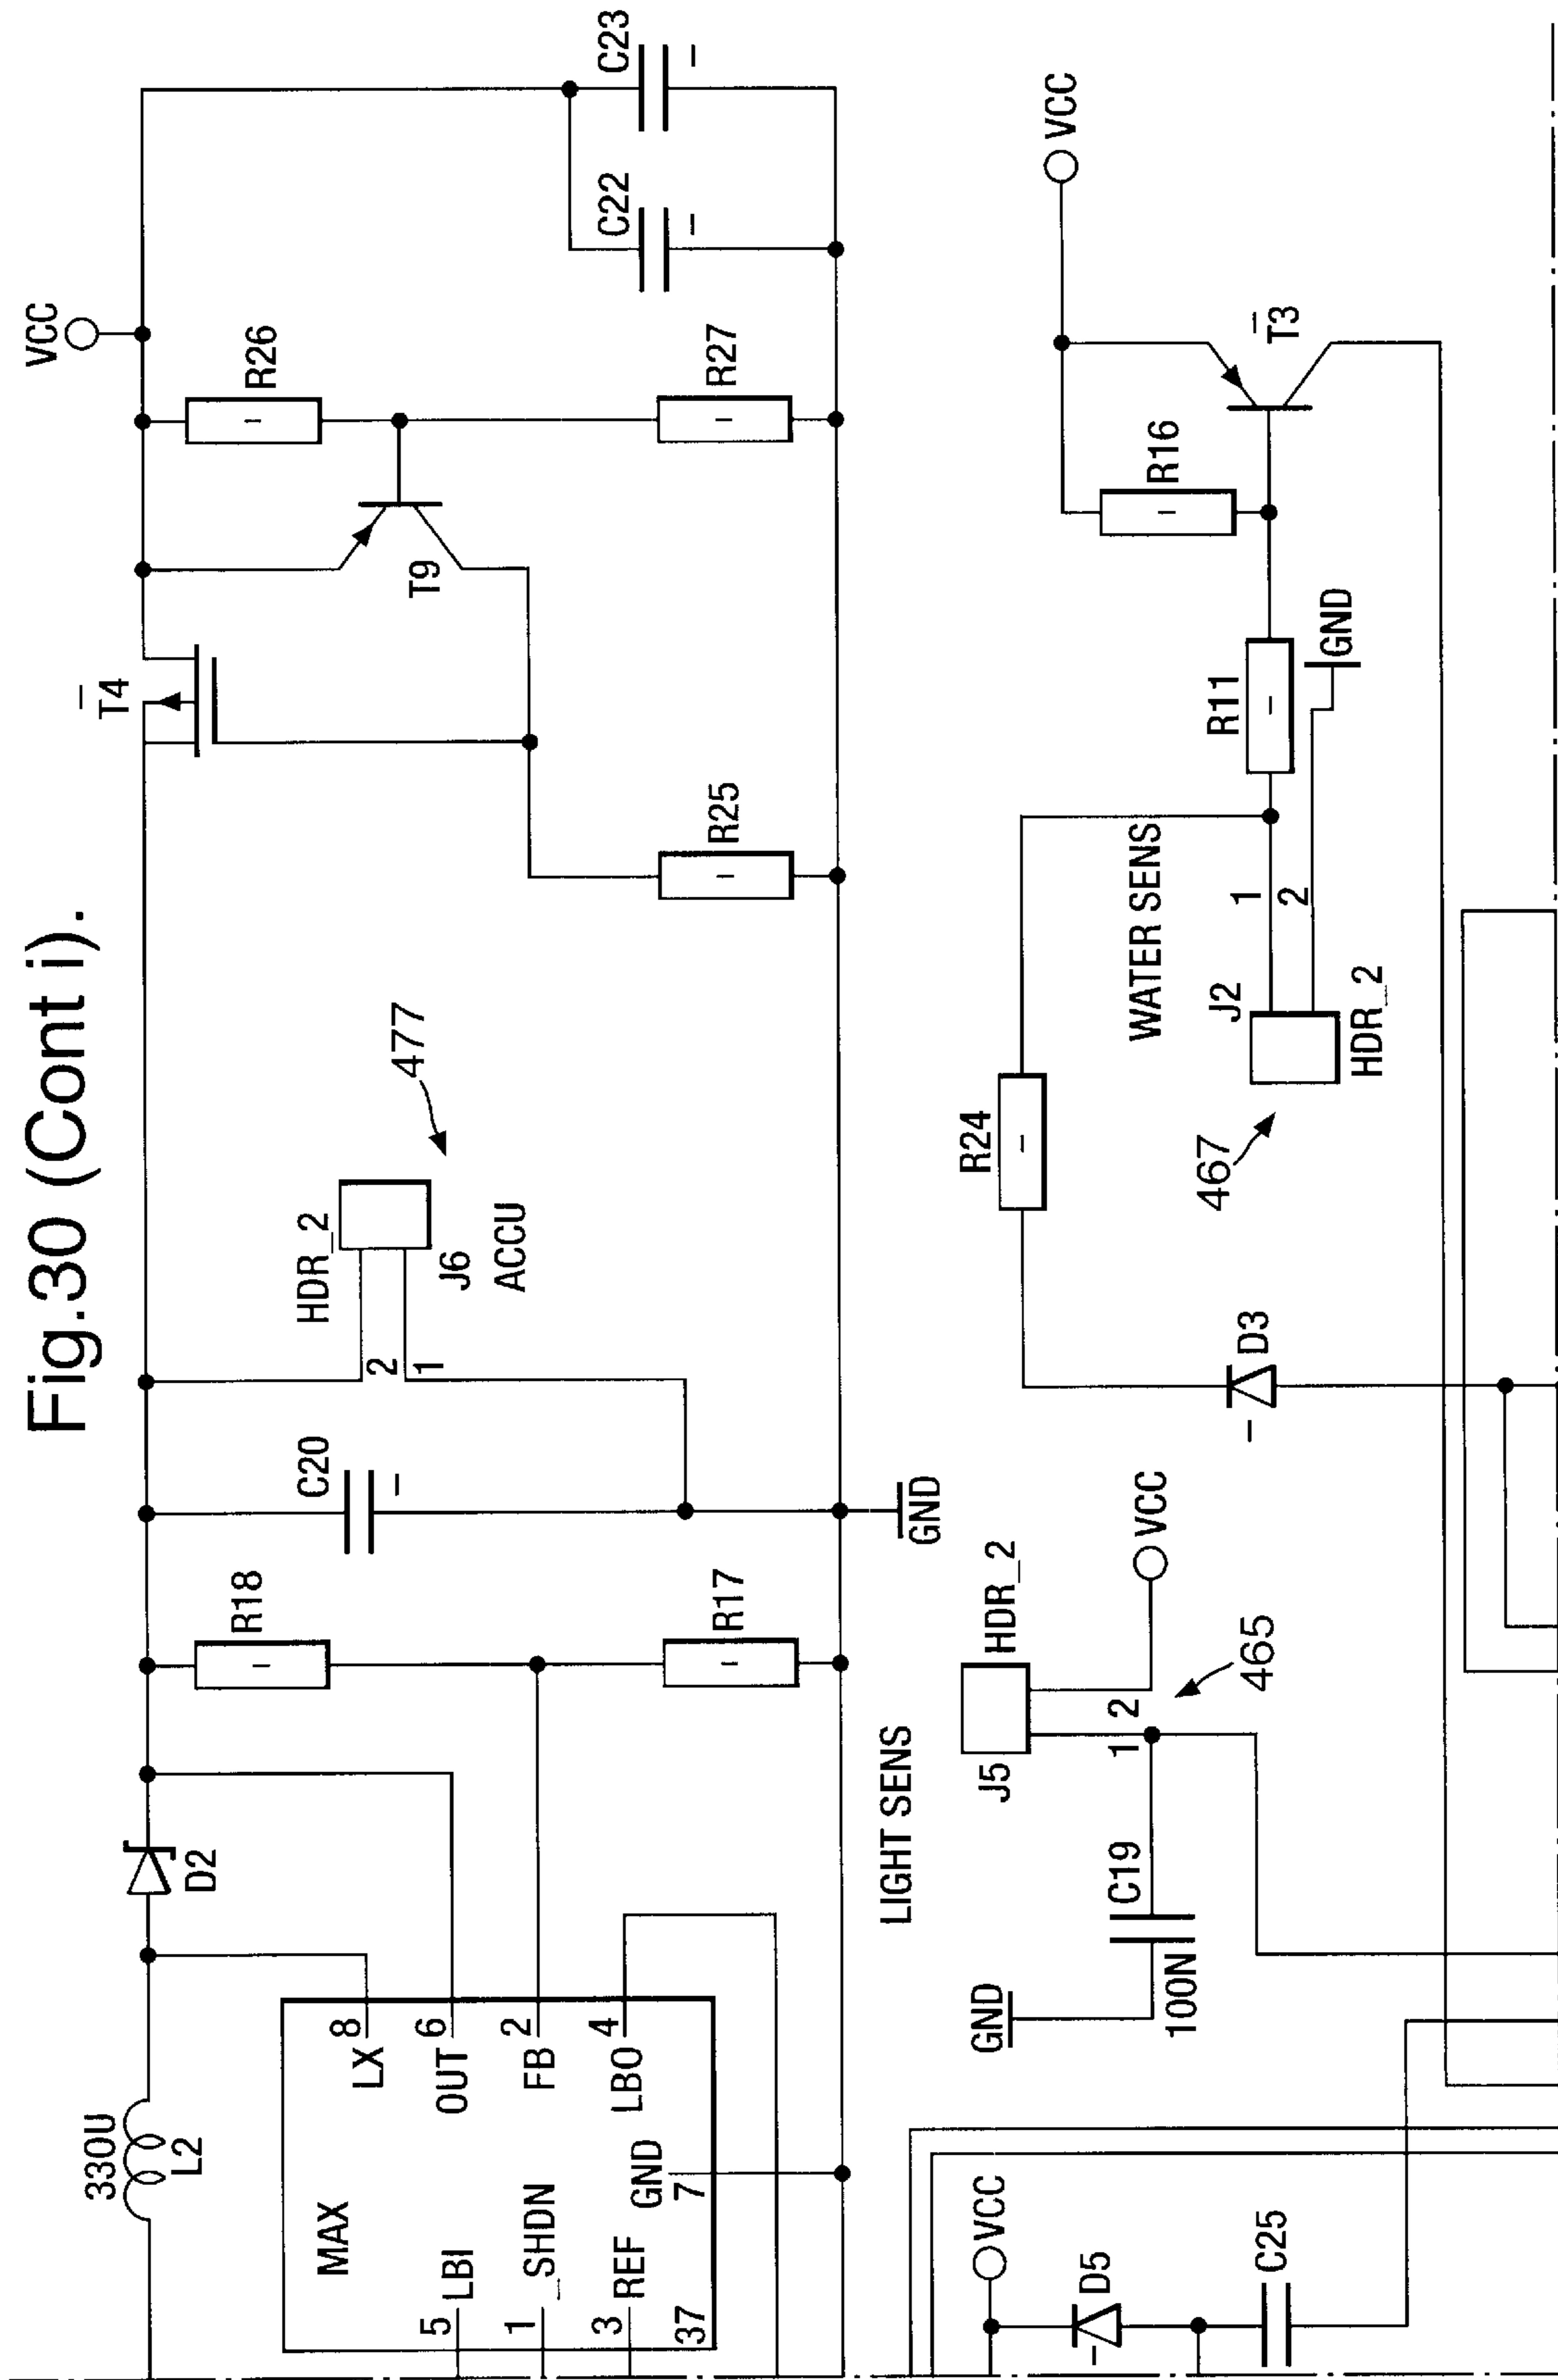 Fig.30 (Cont i).
330U
L2
D2
MAX
LX 8
OUT 6
FB 2
LBO 4
5 LBI
1 _SHDN
3 REF
GND
7
37
R18
R17
C20
GND
HDR_2
2
1
J6
ACCU
477
T4
R25
T9
VCC
R26
R27
C22
C23
VCC
D5
C25
GND
LIGHT SENS
C19
100N
J5
HDR_2
1 2
VCC
465
D3
R24
WATER SENS
J2
1
2
HDR_2
467
R11
GND
R16
T3
VCC